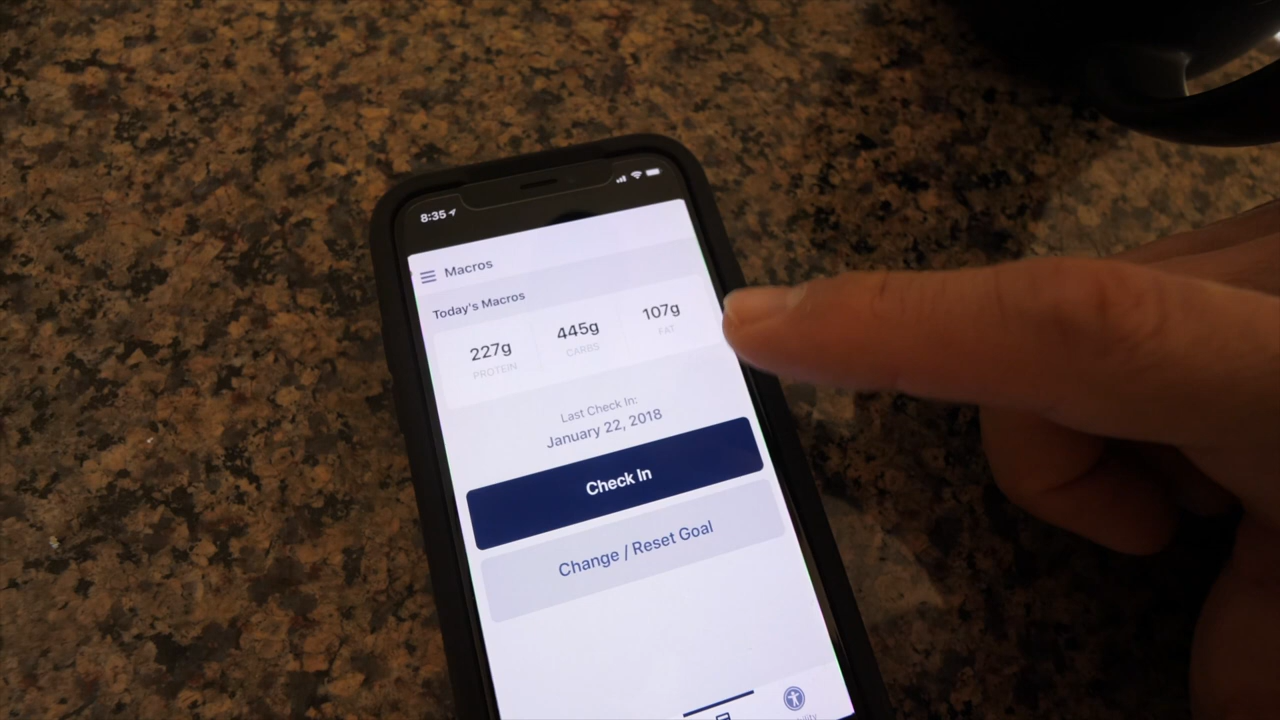 8:35
Macros
Today's Macros
227g 445g 107g
PROTEIN CARBS FAT
Last Check In:
January 22, 2018
Check In
Change / Reset Goal